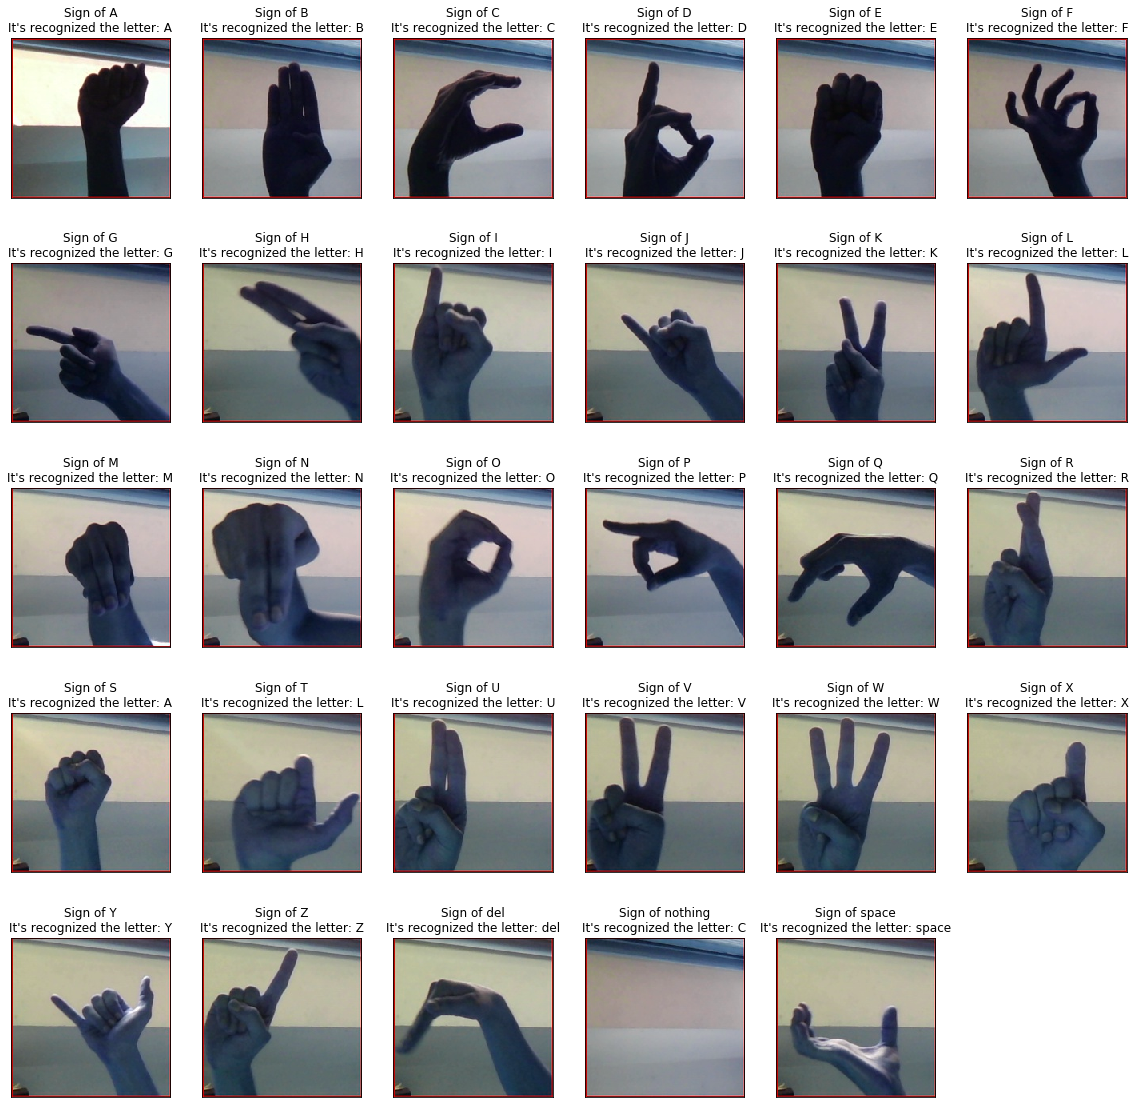 Sign of A
It's recognized the letter: A
Sign of B
It's recognized the letter: B
Sign of C
It's recognized the letter: C
Sign of D
It's recognized the letter: D
Sign of E
It's recognized the letter: E
Sign of F
It's recognized the letter: F
Sign of G
It's recognized the letter: G
Sign of H
It's recognized the letter: H
Sign of I
It's recognized the letter: I
Sign of J
It's recognized the letter: J
Sign of K
It's recognized the letter: K
Sign of L
It's recognized the letter: L
Sign of M
It's recognized the letter: M
Sign of N
It's recognized the letter: N
Sign of O
It's recognized the letter: O
Sign of P
It's recognized the letter: P
Sign of Q
It's recognized the letter: Q
Sign of R
It's recognized the letter: R
Sign of S
It's recognized the letter: A
Sign of T
It's recognized the letter: L
Sign of U
It's recognized the letter: U
Sign of V
It's recognized the letter: V
Sign of W
It's recognized the letter: W
Sign of X
It's recognized the letter: X
Sign of Y
It's recognized the letter: Y
Sign of Z
It's recognized the letter: Z
Sign of del
It's recognized the letter: del
Sign of nothing
It's recognized the letter: C
Sign of space
It's recognized the letter: space